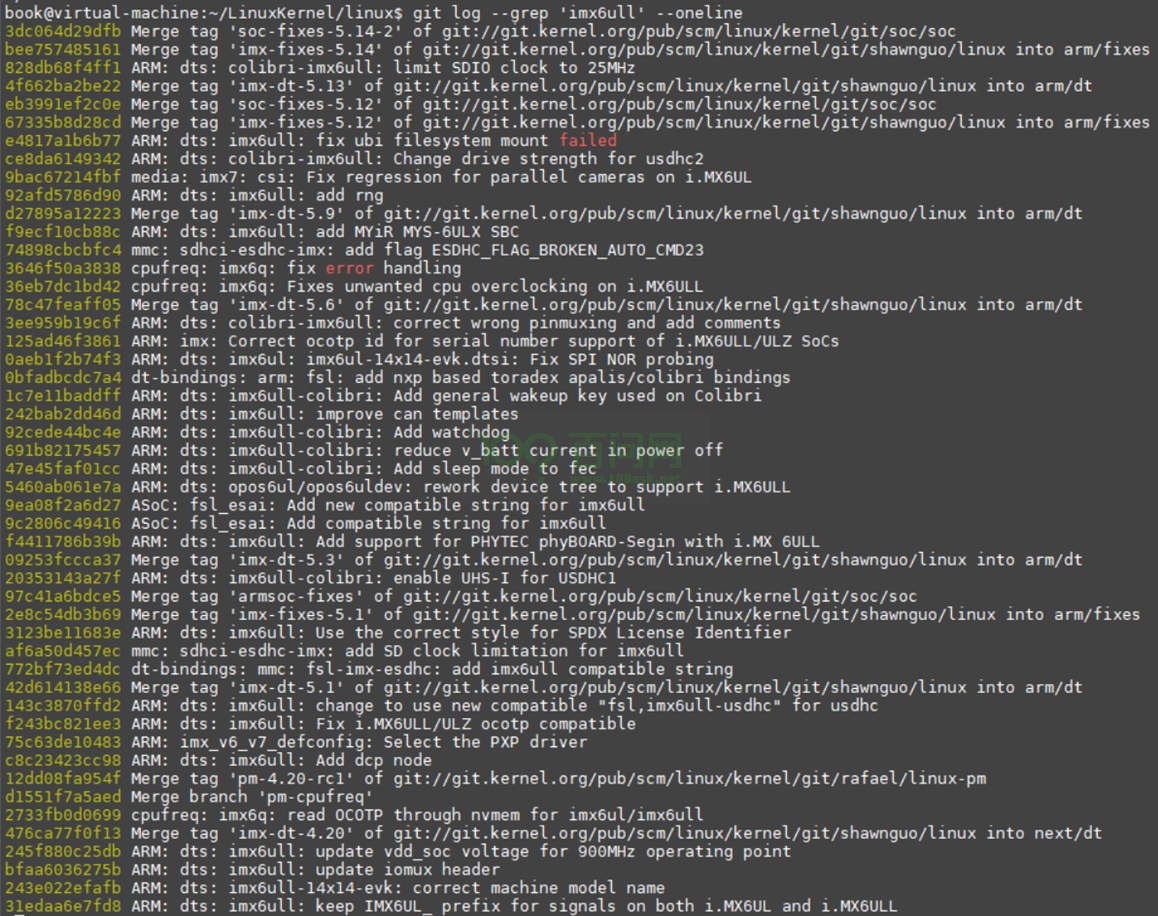 book@virtual-machine:~/LinuxKernel/linux$ git log --grep 'imx6ull' --oneline
3dc064d29dfb Merge tag 'soc-fixes-5.14-2' of git://git.kernel.org/pub/scm/linux/kernel/git/soc/soc
bee757485161 Merge tag 'imx-fixes-5.14' of git://git.kernel.org/pub/scm/linux/kernel/git/shawnguo/linux into arm/fixes
828db68f4ff1 ARM: dts: colibri-imx6ull: limit SDIO clock to 25MHz
4f662ba2be22 Merge tag 'imx-dt-5.13' of git://git.kernel.org/pub/scm/linux/kernel/git/shawnguo/linux into arm/dt
eb3991ef2c0e Merge tag 'soc-fixes-5.12' of git://git.kernel.org/pub/scm/linux/kernel/git/soc/soc
67335b8d28cd Merge tag 'imx-fixes-5.12' of git://git.kernel.org/pub/scm/linux/kernel/git/shawnguo/linux into arm/fixes
e4817a1b6b77 ARM: dts: imx6ull: fix ubi filesystem mount failed
ce8da6149342 ARM: dts: colibri-imx6ull: Change drive strength for usdhc2
9bac67214fbf media: imx7: csi: Fix regression for parallel cameras on i.MX6UL
92afd5786d90 ARM: dts: imx6ull: add rng
d27895a12223 Merge tag 'imx-dt-5.9' of git://git.kernel.org/pub/scm/linux/kernel/git/shawnguo/linux into arm/dt
f9ecf10cb88c ARM: dts: imx6ull: add MYiR MYS-6ULX SBC
74898cbcbfc4 mmc: sdhci-esdhc-imx: add flag ESDHC_FLAG_BROKEN_AUTO_CMD23
3646f50a3838 cpufreq: imx6q: fix error handling
36eb7dc1bd42 cpufreq: imx6q: Fixes unwanted cpu overclocking on i.MX6ULL
78c47feaff05 Merge tag 'imx-dt-5.6' of git://git.kernel.org/pub/scm/linux/kernel/git/shawnguo/linux into arm/dt
3ee959b19c6f ARM: dts: colibri-imx6ull: correct wrong pinmuxing and add comments
125ad46f3861 ARM: imx: Correct ocotp id for serial number support of i.MX6ULL/ULZ SoCs
0aeb1f2b74f3 ARM: dts: imx6ul: imx6ul-14x14-evk.dtsi: Fix SPI NOR probing
0bfadbcdc7a4 dt-bindings: arm: fsl: add nxp based toradex apalis/colibri bindings
1c7e11baddff ARM: dts: imx6ull-colibri: Add general wakeup key used on Colibri
242bab2dd46d ARM: dts: imx6ull: improve can templates
92cede44bc4e ARM: dts: imx6ull-colibri: Add watchdog
691b82175457 ARM: dts: imx6ull-colibri: reduce v_batt current in power off
47e45faf01cc ARM: dts: imx6ull-colibri: Add sleep mode to fec
5460ab061e7a ARM: dts: opos6ul/opos6uldev: rework device tree to support i.MX6ULL
9ea08f2a6d27 ASoC: fsl_esai: Add new compatible string for imx6ull
9c2806c49416 ASoC: fsl_esai: Add compatible string for imx6ull
f4411786b39b ARM: dts: imx6ull: Add support for PHYTEC phyBOARD-Segin with i.MX 6ULL
09253fccca37 Merge tag 'imx-dt-5.3' of git://git.kernel.org/pub/scm/linux/kernel/git/shawnguo/linux into arm/dt
20353143a27f ARM: dts: imx6ull-colibri: enable UHS-I for USDHC1
97c41a6bdce5 Merge tag 'armsoc-fixes' of git://git.kernel.org/pub/scm/linux/kernel/git/soc/soc
2e8c54db3b69 Merge tag 'imx-fixes-5.1' of git://git.kernel.org/pub/scm/linux/kernel/git/shawnguo/linux into arm/fixes
3123be11683e ARM: dts: imx6ull: Use the correct style for SPDX License Identifier
af6a50d457ec mmc: sdhci-esdhc-imx: add SD clock limitation for imx6ull
772bf73ed4dc dt-bindings: mmc: fsl-imx-esdhc: add imx6ull compatible string
42d614138e66 Merge tag 'imx-dt-5.1' of git://git.kernel.org/pub/scm/linux/kernel/git/shawnguo/linux into arm/dt
143c3870ffd2 ARM: dts: imx6ull: change to use new compatible "fsl,imx6ull-usdhc" for usdhc
f243bc821ee3 ARM: dts: imx6ull: Fix i.MX6ULL/ULZ ocotp compatible
75c63de10483 ARM: imx_v6_v7_defconfig: Select the PXP driver
c8c23423cc98 ARM: dts: imx6ull: Add dcp node
12dd08fa954f Merge tag 'pm-4.20-rc1' of git://git.kernel.org/pub/scm/linux/kernel/git/rafael/linux-pm
d1551f7a5aed Merge branch 'pm-cpufreq'
2733fb0d0699 cpufreq: imx6q: read OCOTP through nvmem for imx6ul/imx6ull
476ca77f0f13 Merge tag 'imx-dt-4.20' of git://git.kernel.org/pub/scm/linux/kernel/git/shawnguo/linux into next/dt
245f880c25db ARM: dts: imx6ull: update vdd_soc voltage for 900MHz operating point
bfaa6036275b ARM: dts: imx6ull: update iomux header
243e022efafb ARM: dts: imx6ull-14x14-evk: correct machine model name
31edaa6e7fd8 ARM: dts: imx6ull: keep IMX6UL_ prefix for signals on both i.MX6UL and i.MX6ULL